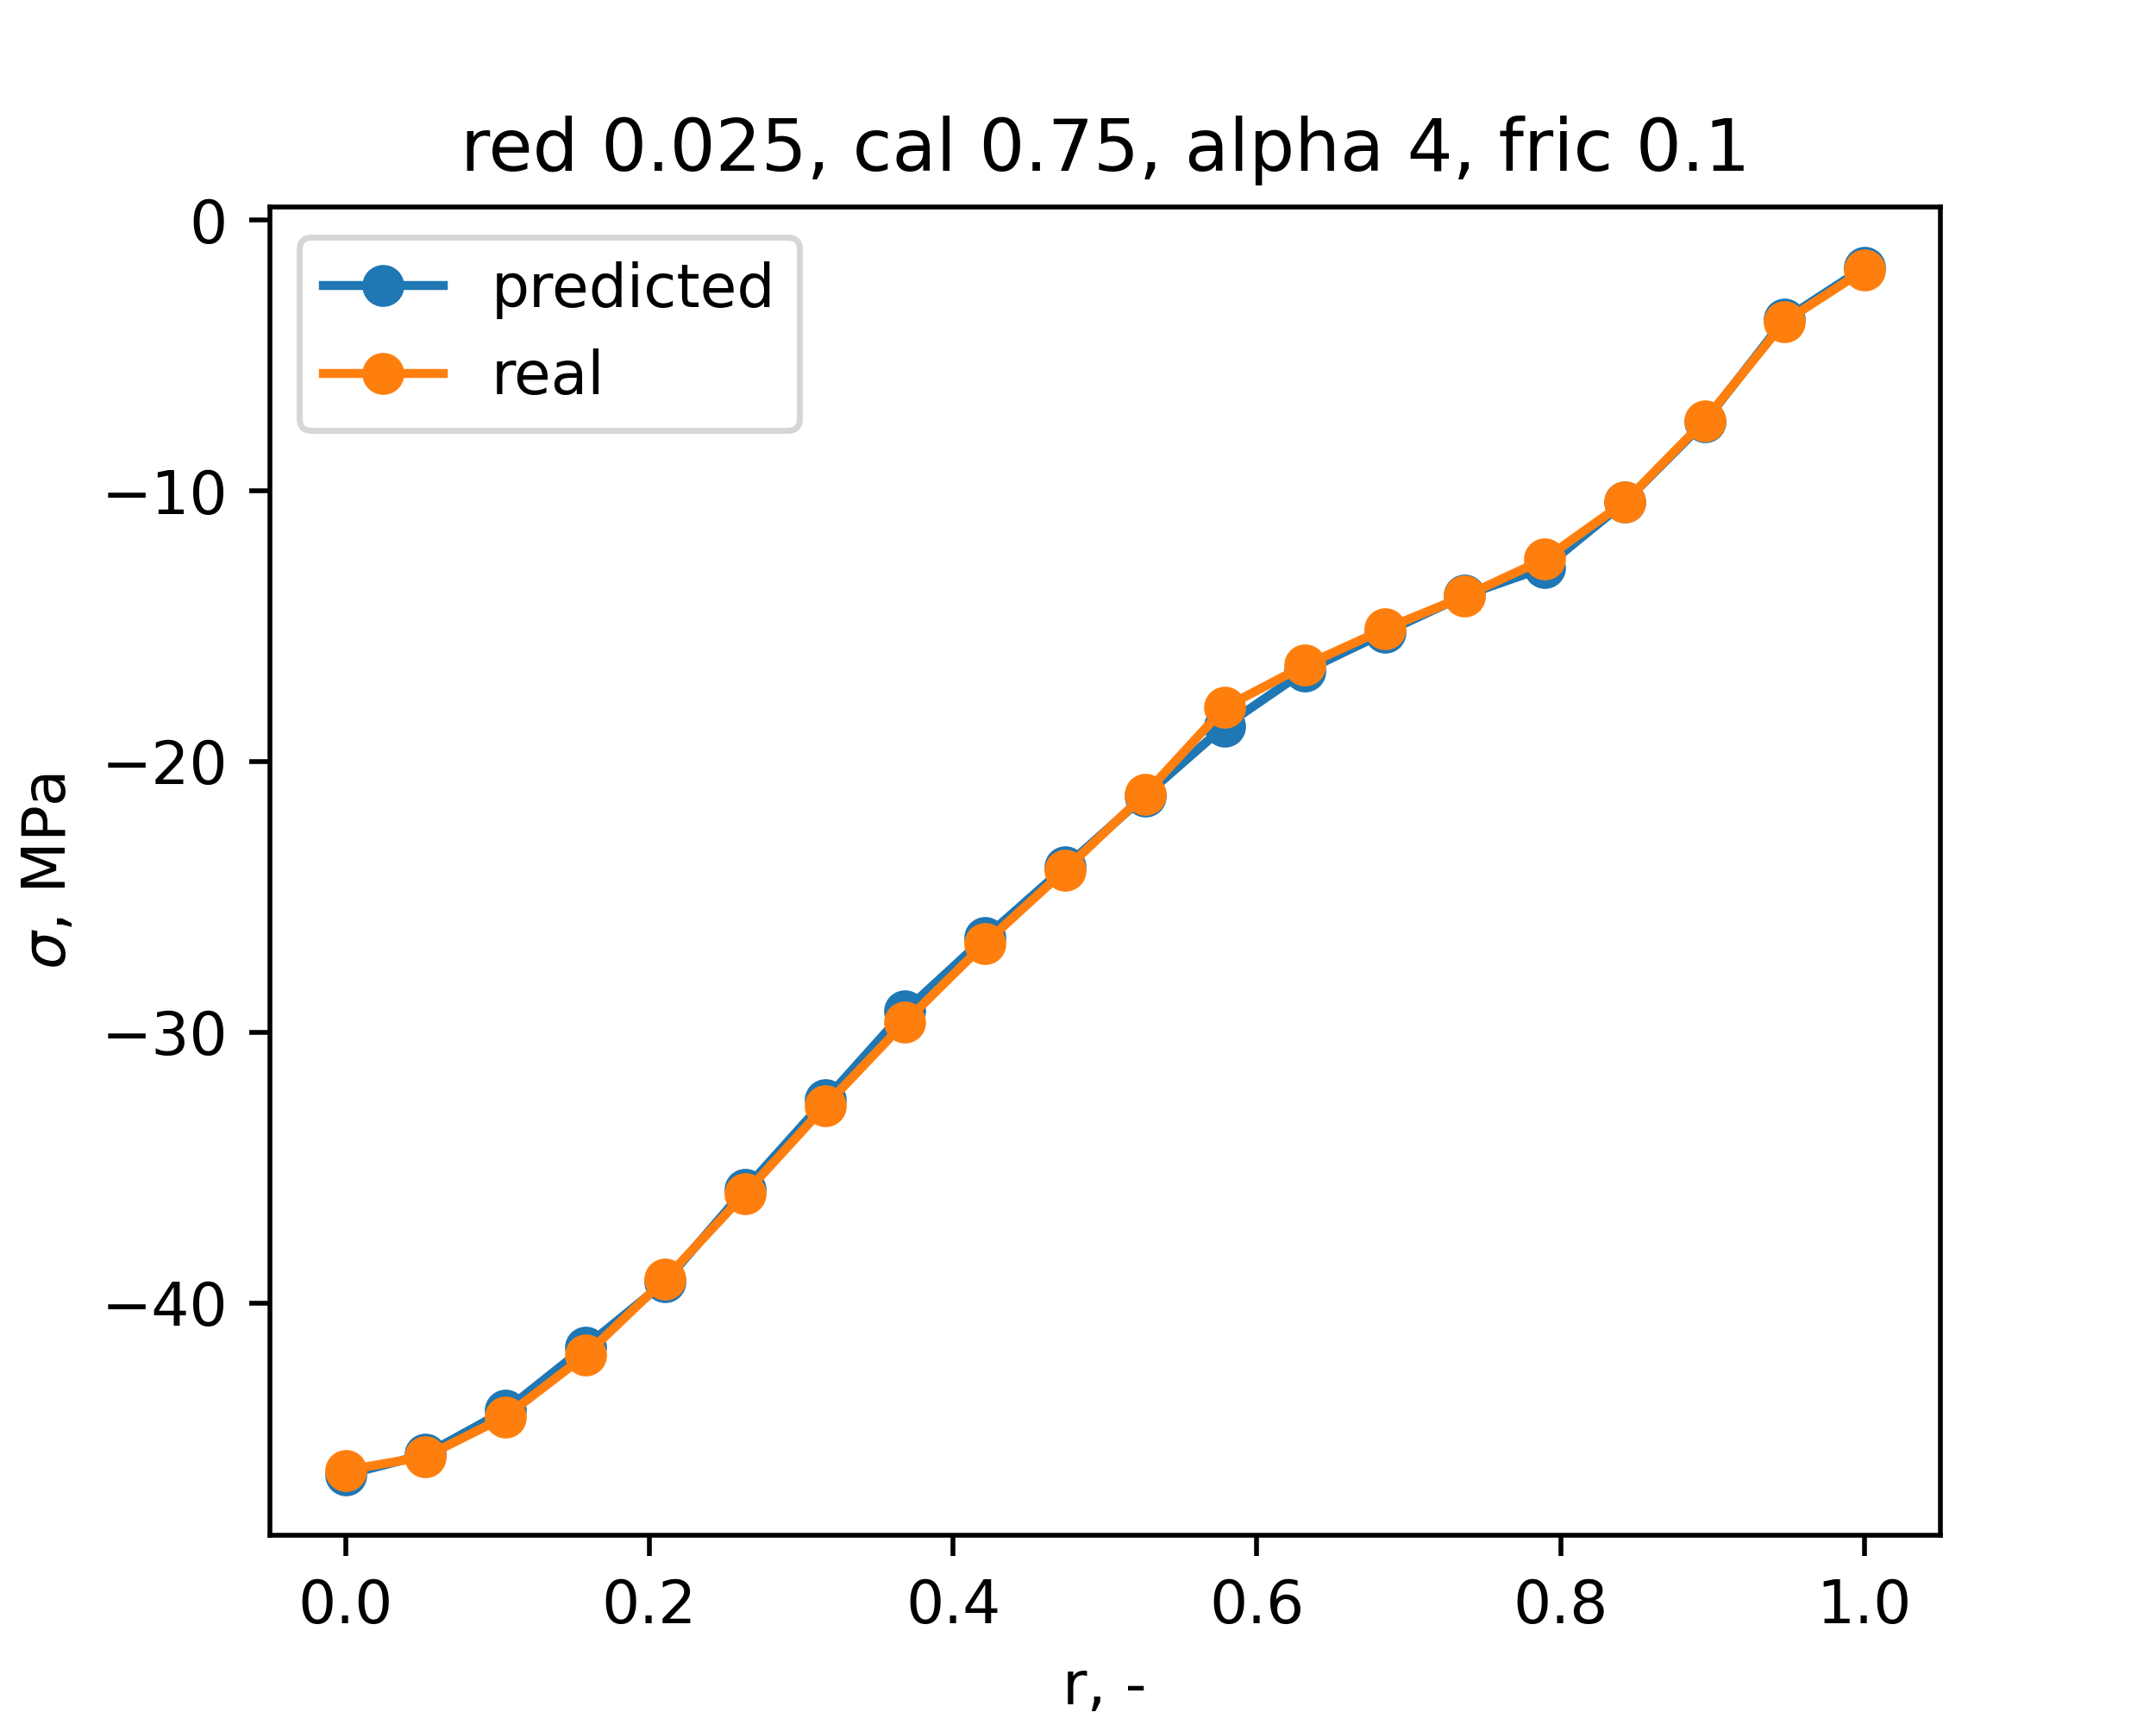 red 0.025, cal 0.75, alpha 4, fric 0.1
predicted
real
0
−10
−20
−30
−40
σ, MPa
0.0 0.2 0.4 0.6 0.8 1.0
r, -